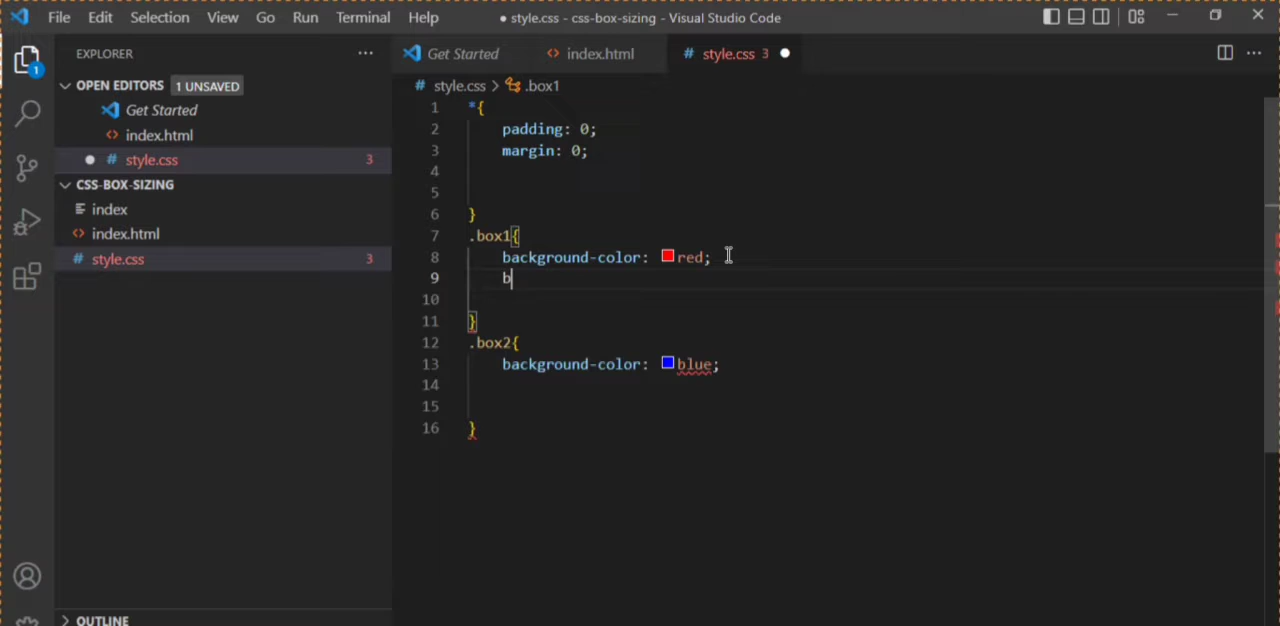 File Edit Selection View Go Run Terminal Help ● style.css - css-box-sizing - Visual Studio Code
EXPLORER ··· Get Started index.html # style.css 3 ●
OPEN EDITORS 1 UNSAVED
1
Get Started
index.html
● # style.css 3
CSS-BOX-SIZING
index
index.html
# style.css 3
OUTLINE
# style.css > .box1
1 *{
2 padding: 0;
3 margin: 0;
4
5
6 }
7 .box1{
8 background-color: red;
9 b
10
11 }
12 .box2{
13 background-color: blue;
14
15
16 }